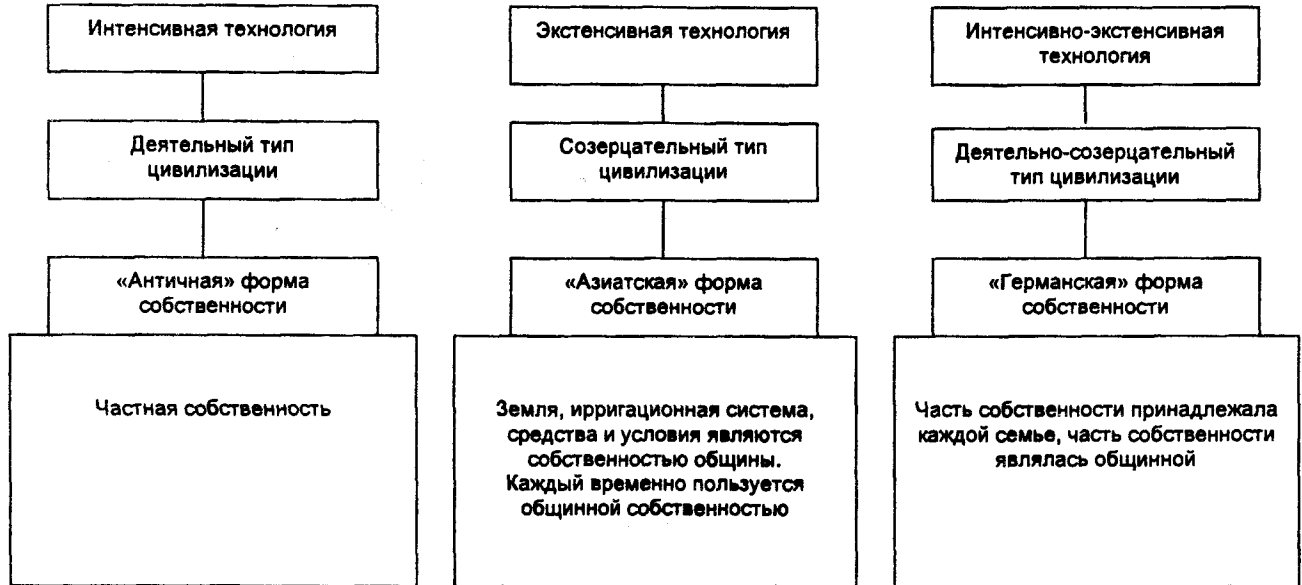 Интенсивная технология
Деятельный тип
цивилизации
«Античная» форма
собственности
Частная собственность
Экстенсивная технология
Созерцательный тип
цивилизации
«Азиатская» форма
собственности
Земля, ирригационная система,
средства и условия являются
собственностью общины.
Каждый временно пользуется
общинной собственностью
Интенсивно-экстенсивная
технология
Деятельно-созерцательный
тип цивилизации
«Германская» форма
собственности
Часть собственности принадлежала
каждой семье, часть собственности
являлась общинной